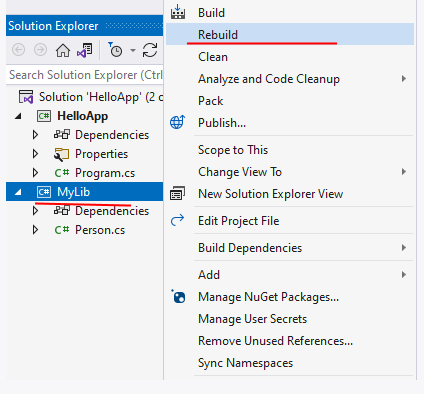 Solution Explorer
Search Solution Explorer (Ctrl
Solution 'HelloApp' (2 o
C# HelloApp
Dependencies
Properties
C# Program.cs
C# MyLib
Dependencies
C# Person.cs
Build
Rebuild
Clean
Analyze and Code Cleanup
Pack
Publish...
Scope to This
Change View To
New Solution Explorer View
Edit Project File
Build Dependencies
Add
Manage NuGet Packages...
Manage User Secrets
Remove Unused References...
Sync Namespaces